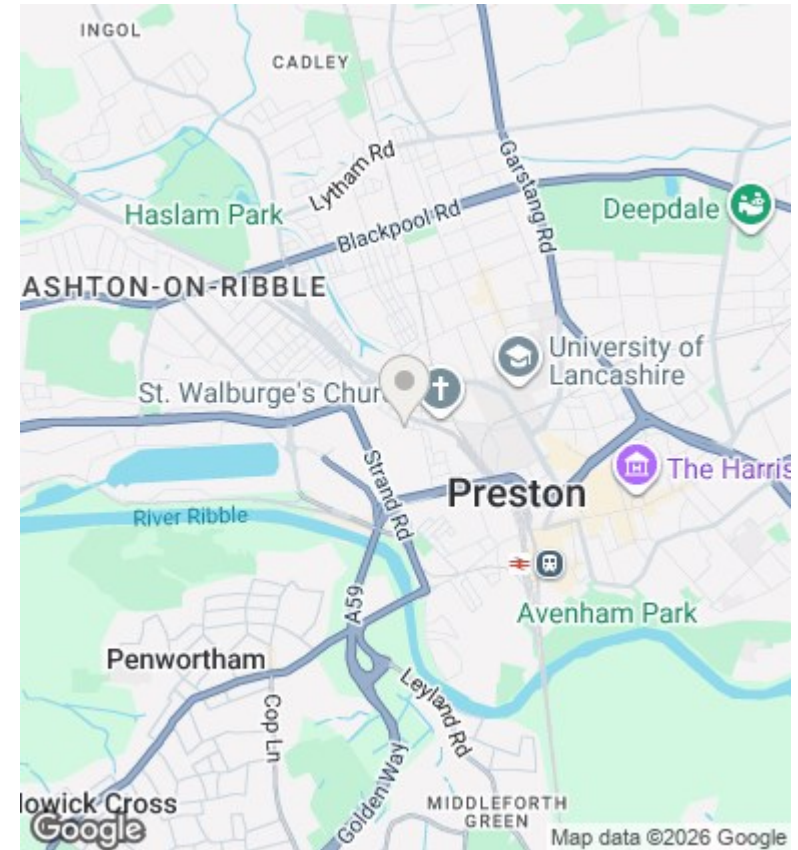 INGOL
CADLEY
Lytham Rd
Garstang Rd
Haslam Park
Blackpool Rd
Deepdale
ASHTON-ON-RIBBLE
University of
Lancashire
St. Walburge's Chur
Strand Rd
Preston
The Harris
River Ribble
A59
Avenham Park
Penwortham
Cop Ln
Leyland Rd
Golden Way
MIDDLEFORTH
GREEN
lowick Cross
Google
Map data ©2026 Google